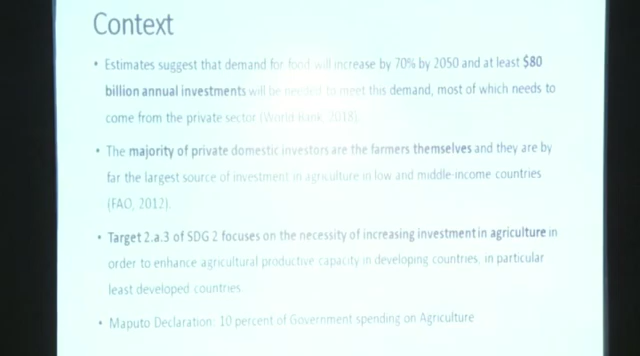 Context
• Estimates suggest that demand for food will increase by 70% by 2050 and at least $80
billion annual investments will be needed to meet this demand, most of which needs to
come from the private sector (World Bank, 2018).
• The majority of private domestic investors are the farmers themselves and they are by
far the largest source of investment in agriculture in low and middle-income countries
(FAO, 2012).
• Target 2.a.3 of SDG 2 focuses on the necessity of increasing investment in agriculture in
order to enhance agricultural productive capacity in developing countries, in particular
least developed countries.
• Maputo Declaration: 10 percent of Government spending on Agriculture